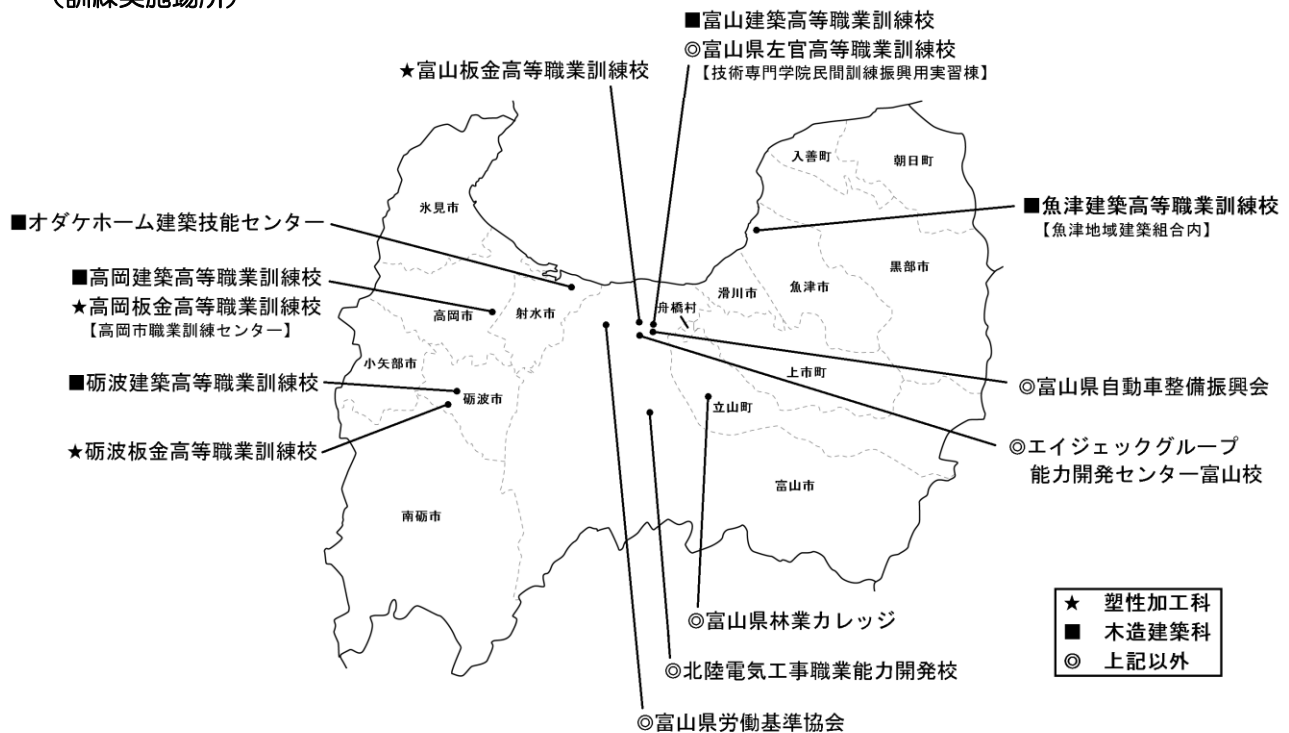 （訓練実施場所）
■富山建築高等職業訓練校
◎富山県左官高等職業訓練校
【技術専門学院民間訓練振興用実習棟】
★富山板金高等職業訓練校
入善町
朝日町
氷見市
■魚津建築高等職業訓練校
【魚津地域建築組合内】
■オダケホーム建築技能センター
黒部市
■高岡建築高等職業訓練校
★高岡板金高等職業訓練校
【高岡市職業訓練センター】
高岡市
射水市
滑川市
魚津市
舟橋村
小矢部市
上市町
■砺波建築高等職業訓練校
砺波市
立山町
◎富山県自動車整備振興会
★砺波板金高等職業訓練校
◎エイジェックグループ
能力開発センター富山校
富山市
南砺市
◎富山県林業カレッジ
◎北陸電気工事職業能力開発校
◎富山県労働基準協会
★ 塑性加工科
■ 木造建築科
◎ 上記以外